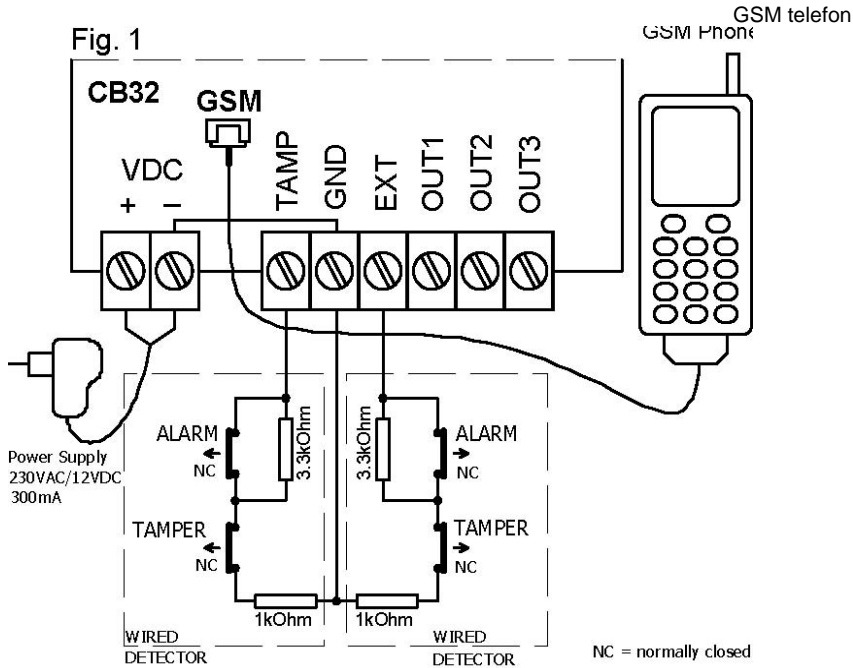 GSM telefon
GSM Phone
Fig. 1
CB32
GSM
VDC
+ −
TAMP
GND
EXT
OUT1
OUT2
OUT3
Power Supply
230VAC/12VDC
300mA
ALARM
NC
3.3kOhm
TAMPER
NC
1kOhm
WIRED
DETECTOR
3.3kOhm
ALARM
NC
TAMPER
NC
1kOhm
WIRED
DETECTOR
NC = normally closed